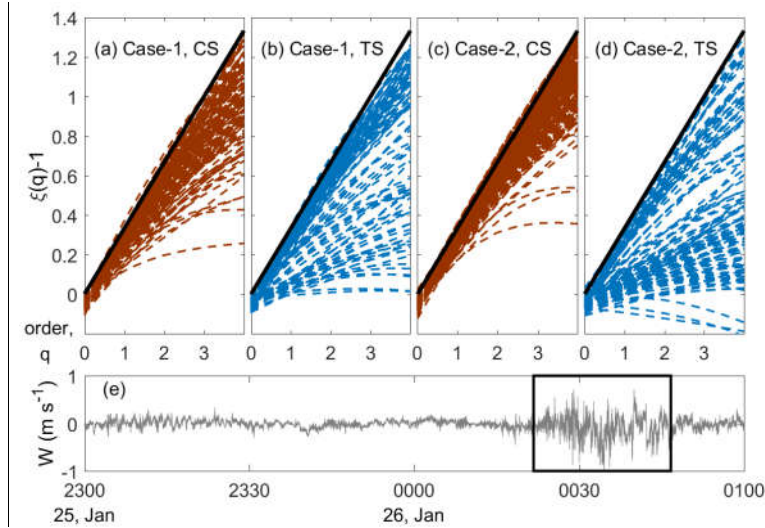 (a) Case-1, CS (b) Case-1, TS (c) Case-2, CS (d) Case-2, TS
1.4
1.2
1
0.8
0.6
0.4
0.2
0
ξ(q)-1
order,
q
0 1 2 3 0 1 2 3 0 1 2 3 0 1 2 3
(e)
W (m s⁻¹)
1
0
-1
2300 2330 0000 0030 0100
25, Jan 26, Jan